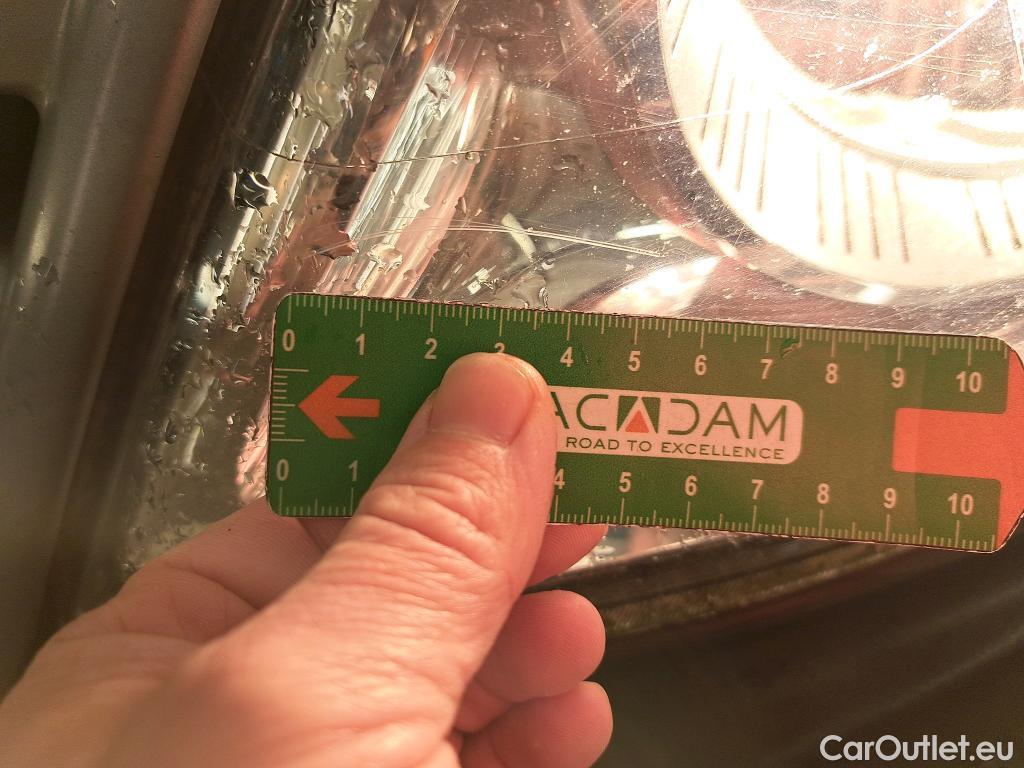 0 1 2 3 4 5 6 7 8 9 10
ACADAM
ROAD TO EXCELLENCE
0 1 4 5 6 7 8 9 10
CarOutlet.eu